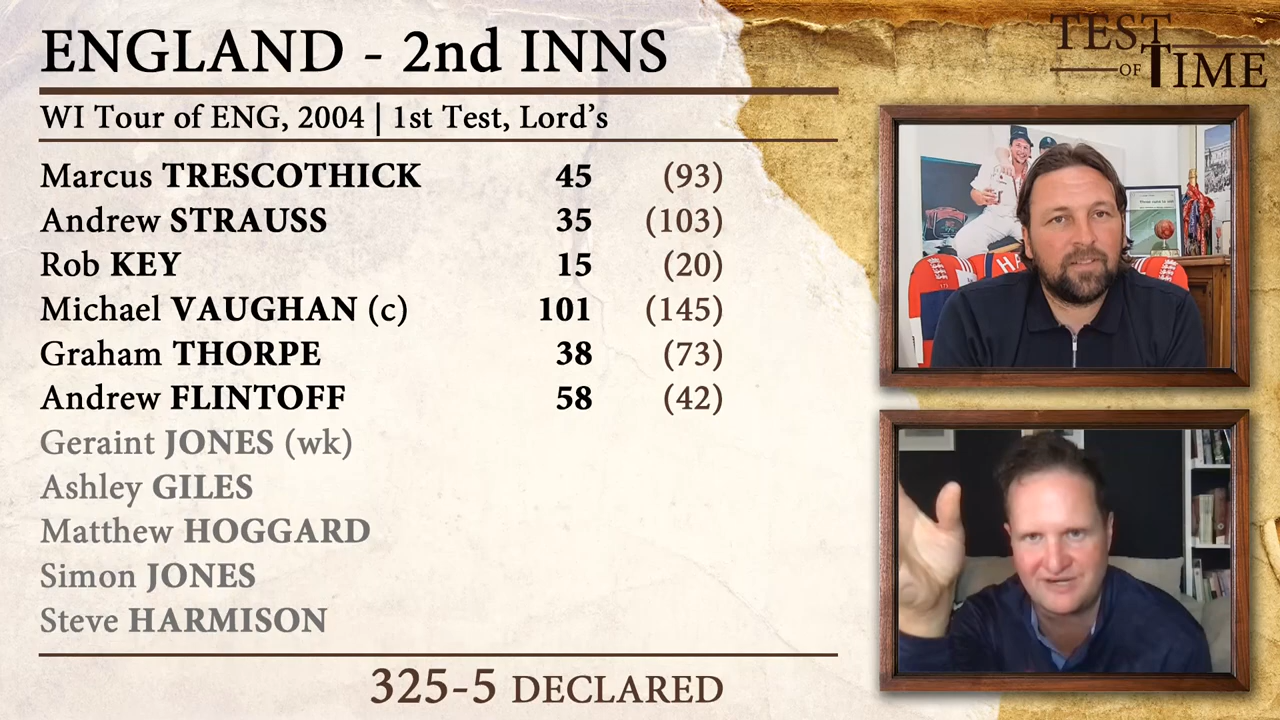 ENGLAND - 2nd INNS
TEST
OF TIME
WI Tour of ENG, 2004 | 1st Test, Lord's
Marcus TRESCOTHICK 45 (93)
Andrew STRAUSS 35 (103)
Rob KEY 15 (20)
Michael VAUGHAN (c) 101 (145)
Graham THORPE 38 (73)
Andrew FLINTOFF 58 (42)
Geraint JONES (wk)
Ashley GILES
Matthew HOGGARD
Simon JONES
Steve HARMISON
325-5 DECLARED